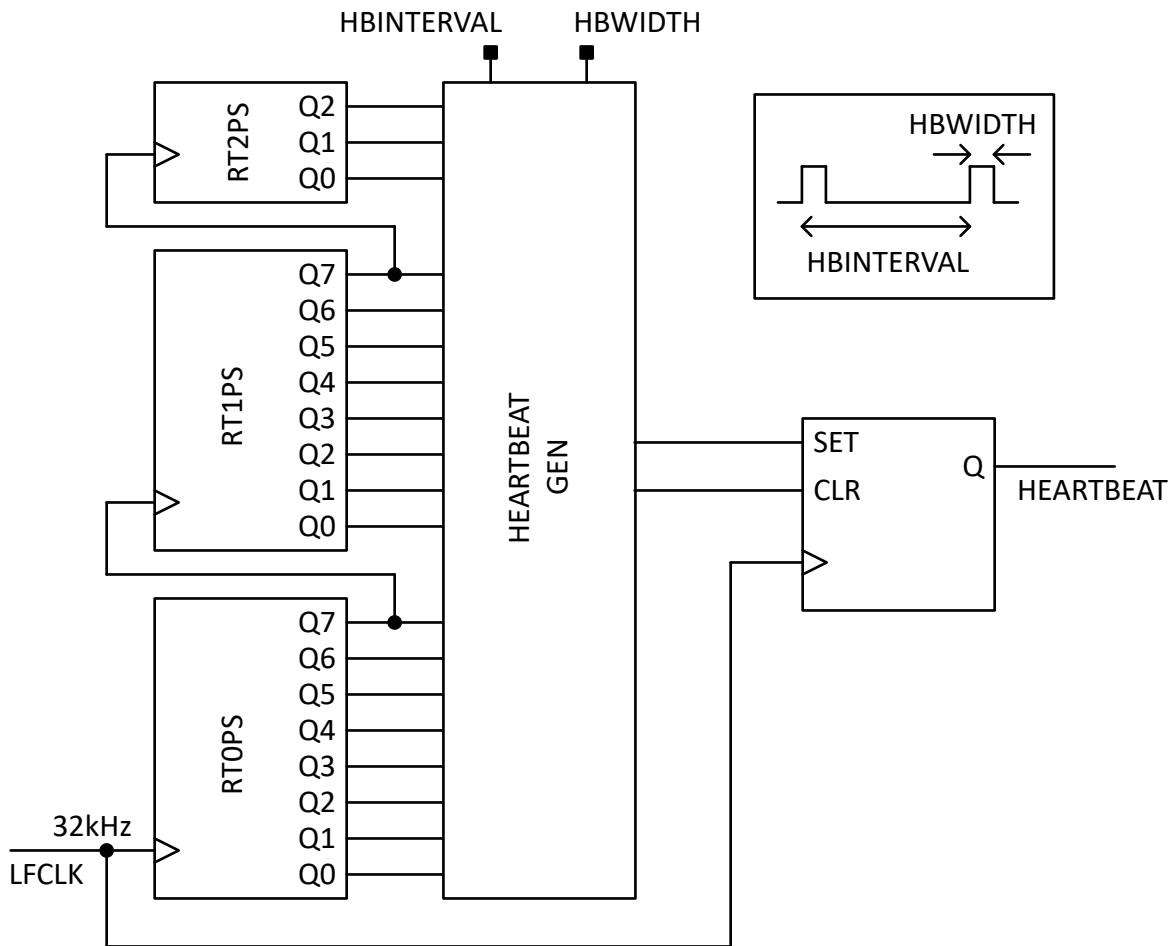 HBINTERVAL
HBWIDTH
RT2PS
Q2
Q1
Q0
RT1PS
Q7
Q6
Q5
Q4
Q3
Q2
Q1
Q0
RT0PS
Q7
Q6
Q5
Q4
Q3
Q2
Q1
Q0
32kHz
LFCLK
HEARTBEAT
GEN
HBWIDTH
HBINTERVAL
SET
CLR
Q
HEARTBEAT